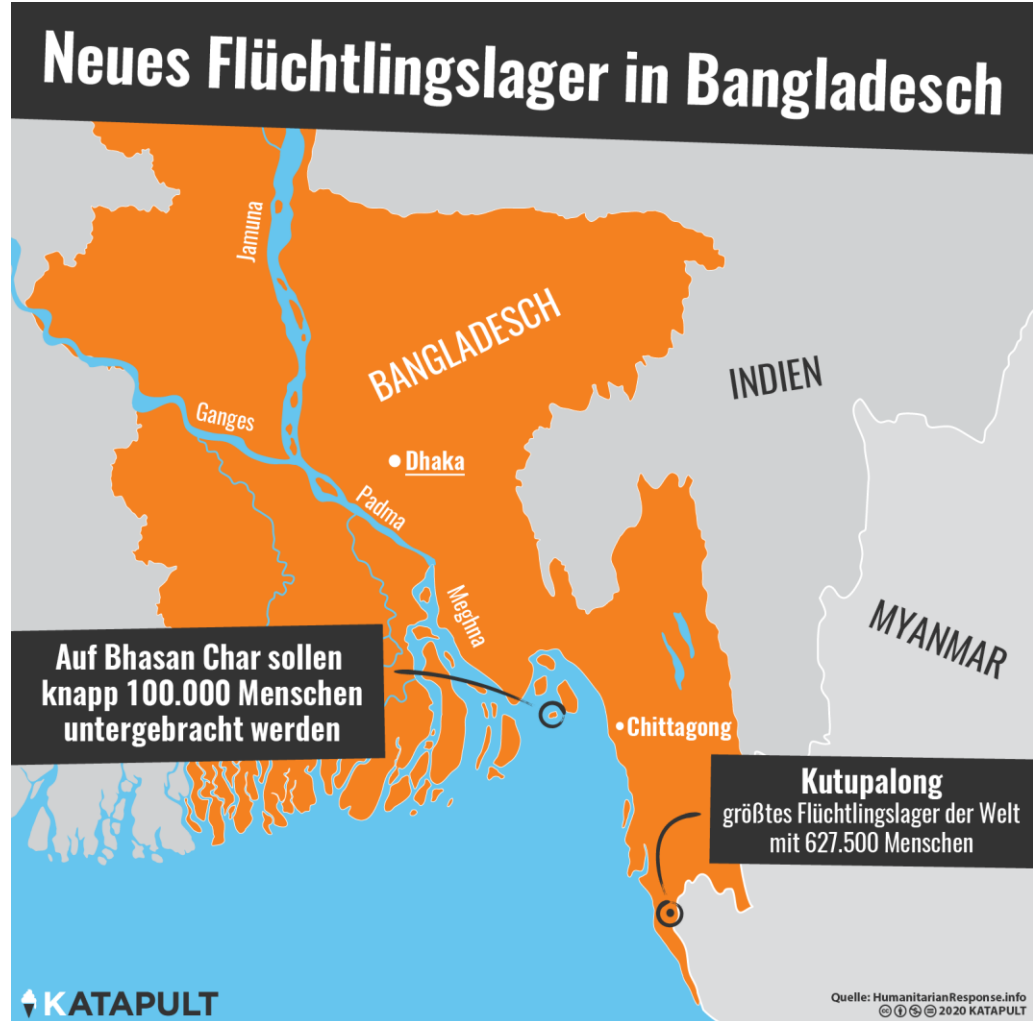 Neues Flüchtlingslager in Bangladesch
Jamuna
BANGLADESCH
INDIEN
Ganges
Dhaka
Padma
Meghna
MYANMAR
Auf Bhasan Char sollen
knapp 100.000 Menschen
untergebracht werden
Chittagong
Kutupalong
größtes Flüchtlingslager der Welt
mit 627.500 Menschen
KATAPULT
Quelle: HumanitarianResponse.info
2020 KATAPULT